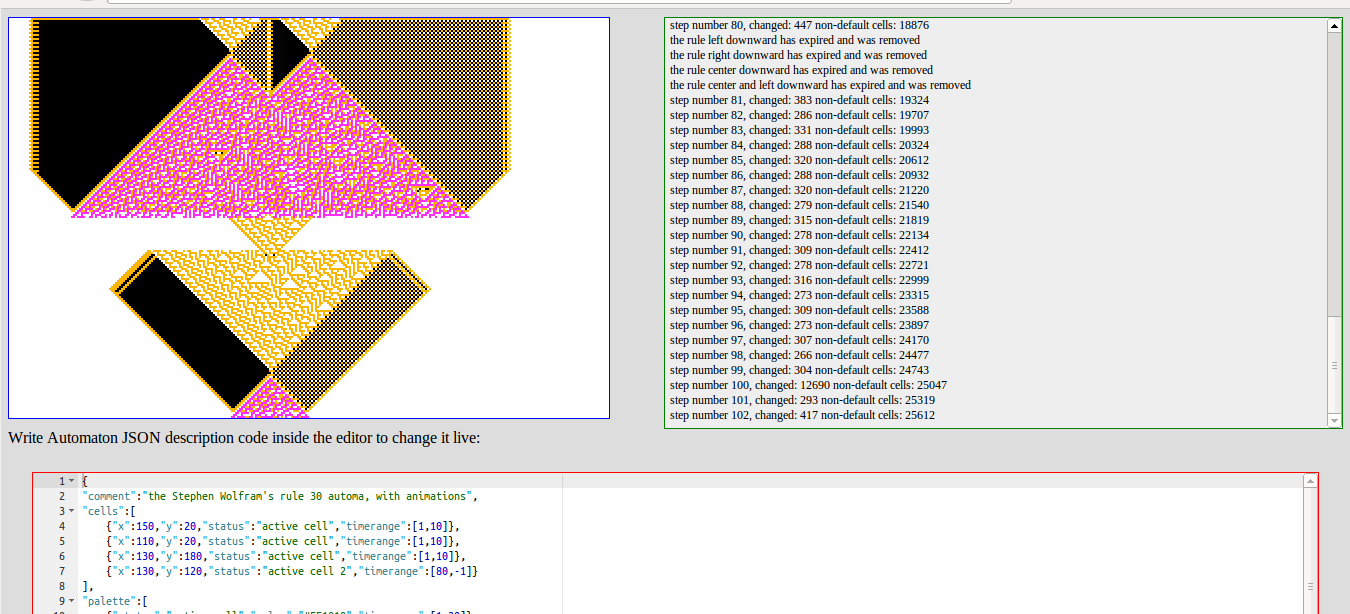 step number 80, changed: 447 non-default cells: 18876
the rule left downward has expired and was removed
the rule right downward has expired and was removed
the rule center downward has expired and was removed
the rule center and left downward has expired and was removed
step number 81, changed: 383 non-default cells: 19324
step number 82, changed: 286 non-default cells: 19707
step number 83, changed: 331 non-default cells: 19993
step number 84, changed: 288 non-default cells: 20324
step number 85, changed: 320 non-default cells: 20612
step number 86, changed: 288 non-default cells: 20932
step number 87, changed: 320 non-default cells: 21220
step number 88, changed: 279 non-default cells: 21540
step number 89, changed: 315 non-default cells: 21819
step number 90, changed: 278 non-default cells: 22134
step number 91, changed: 309 non-default cells: 22412
step number 92, changed: 278 non-default cells: 22721
step number 93, changed: 316 non-default cells: 22999
step number 94, changed: 273 non-default cells: 23315
step number 95, changed: 309 non-default cells: 23588
step number 96, changed: 273 non-default cells: 23897
step number 97, changed: 307 non-default cells: 24170
step number 98, changed: 266 non-default cells: 24477
step number 99, changed: 304 non-default cells: 24743
step number 100, changed: 12690 non-default cells: 25047
step number 101, changed: 293 non-default cells: 25319
step number 102, changed: 417 non-default cells: 25612
Write Automaton JSON description code inside the editor to change it live:
1 {
2 "comment":"the Stephen Wolfram's rule 30 automa, with animations",
3 "cells":[
4 {"x":150,"y":20,"status":"active cell","timerange":[1,10]},
5 {"x":110,"y":20,"status":"active cell","timerange":[1,10]},
6 {"x":130,"y":180,"status":"active cell","timerange":[1,10]},
7 {"x":130,"y":120,"status":"active cell 2","timerange":[80,-1]}
8 ],
9 "palette":[